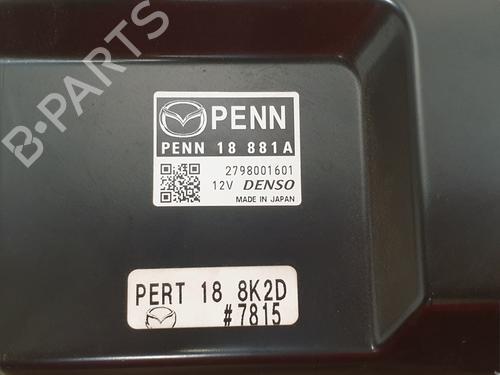 B-PARTS
PENN
PENN 18 881A
2798001601
12V DENSO
MADE IN JAPAN
PERT 18 8K2D
#7815